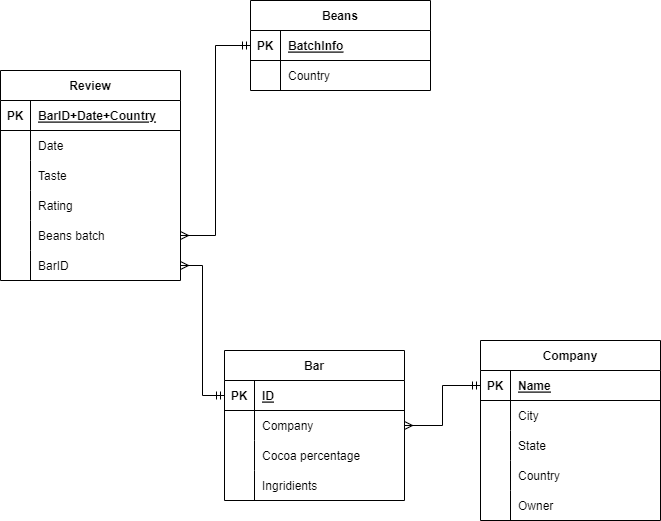 Beans
PK BatchInfo
Country
Review
PK BarID+Date+Country
Date
Taste
Rating
Beans batch
BarID
Bar
PK ID
Company
Cocoa percentage
Ingridients
Company
PK Name
City
State
Country
Owner